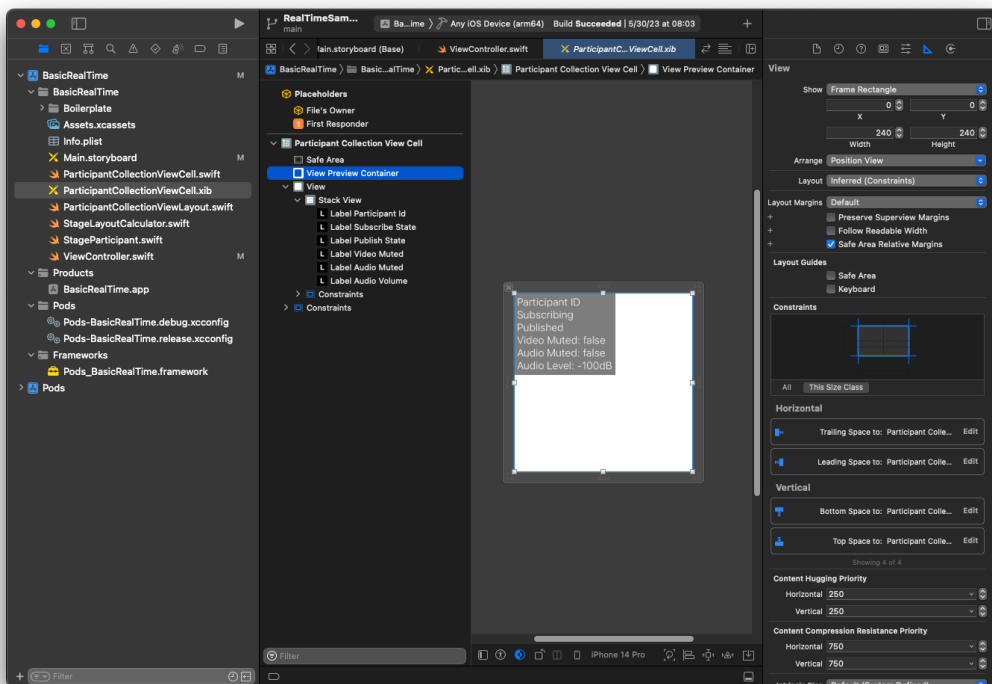 RealTimeSam...
main
Ba...ime
Any iOS Device (arm64)
Build Succeeded | 5/30/23 at 08:03
BasicRealTime
M
BasicRealTime
Boilerplate
Assets.xcassets
Info.plist
Main.storyboard
M
ParticipantCollectionViewCell.swift
ParticipantCollectionViewCell.xib
ParticipantCollectionViewLayout.swift
StageLayoutCalculator.swift
StageParticipant.swift
ViewController.swift
M
Products
BasicRealTime.app
Pods
Pods-BasicRealTime.debug.xcconfig
Pods-BasicRealTime.release.xcconfig
Frameworks
Pods_BasicRealTime.framework
Pods
Filter
ain.storyboard (Base)
ViewController.swift
ParticipantC...ViewCell.xib
BasicRealTime
Basic...alTime
Partic...ell.xib
Participant Collection View Cell
View Preview Container
Placeholders
File's Owner
First Responder
Participant Collection View Cell
Safe Area
View Preview Container
View
Stack View
L Label Participant Id
L Label Subscribe State
L Label Publish State
L Label Video Muted
L Label Audio Muted
L Label Audio Volume
Constraints
Constraints
Filter
Participant ID
Subscribing
Published
Video Muted: false
Audio Muted: false
Audio Level: -100dB
iPhone 14 Pro
View
Show Frame Rectangle
0 0
X Y
240 240
Width Height
Arrange Position View
Layout Inferred (Constraints)
Layout Margins Default
Preserve Superview Margins
Follow Readable Width
Safe Area Relative Margins
Layout Guides
Safe Area
Keyboard
Constraints
All This Size Class
Horizontal
Trailing Space to: Participant Colle... Edit
Leading Space to: Participant Colle... Edit
Vertical
Bottom Space to: Participant Colle... Edit
Top Space to: Participant Colle... Edit
Showing 4 of 4
Content Hugging Priority
Horizontal 250
Vertical 250
Content Compression Resistance Priority
Horizontal 750
Vertical 750
Intrinsic Size Default (System Defined)